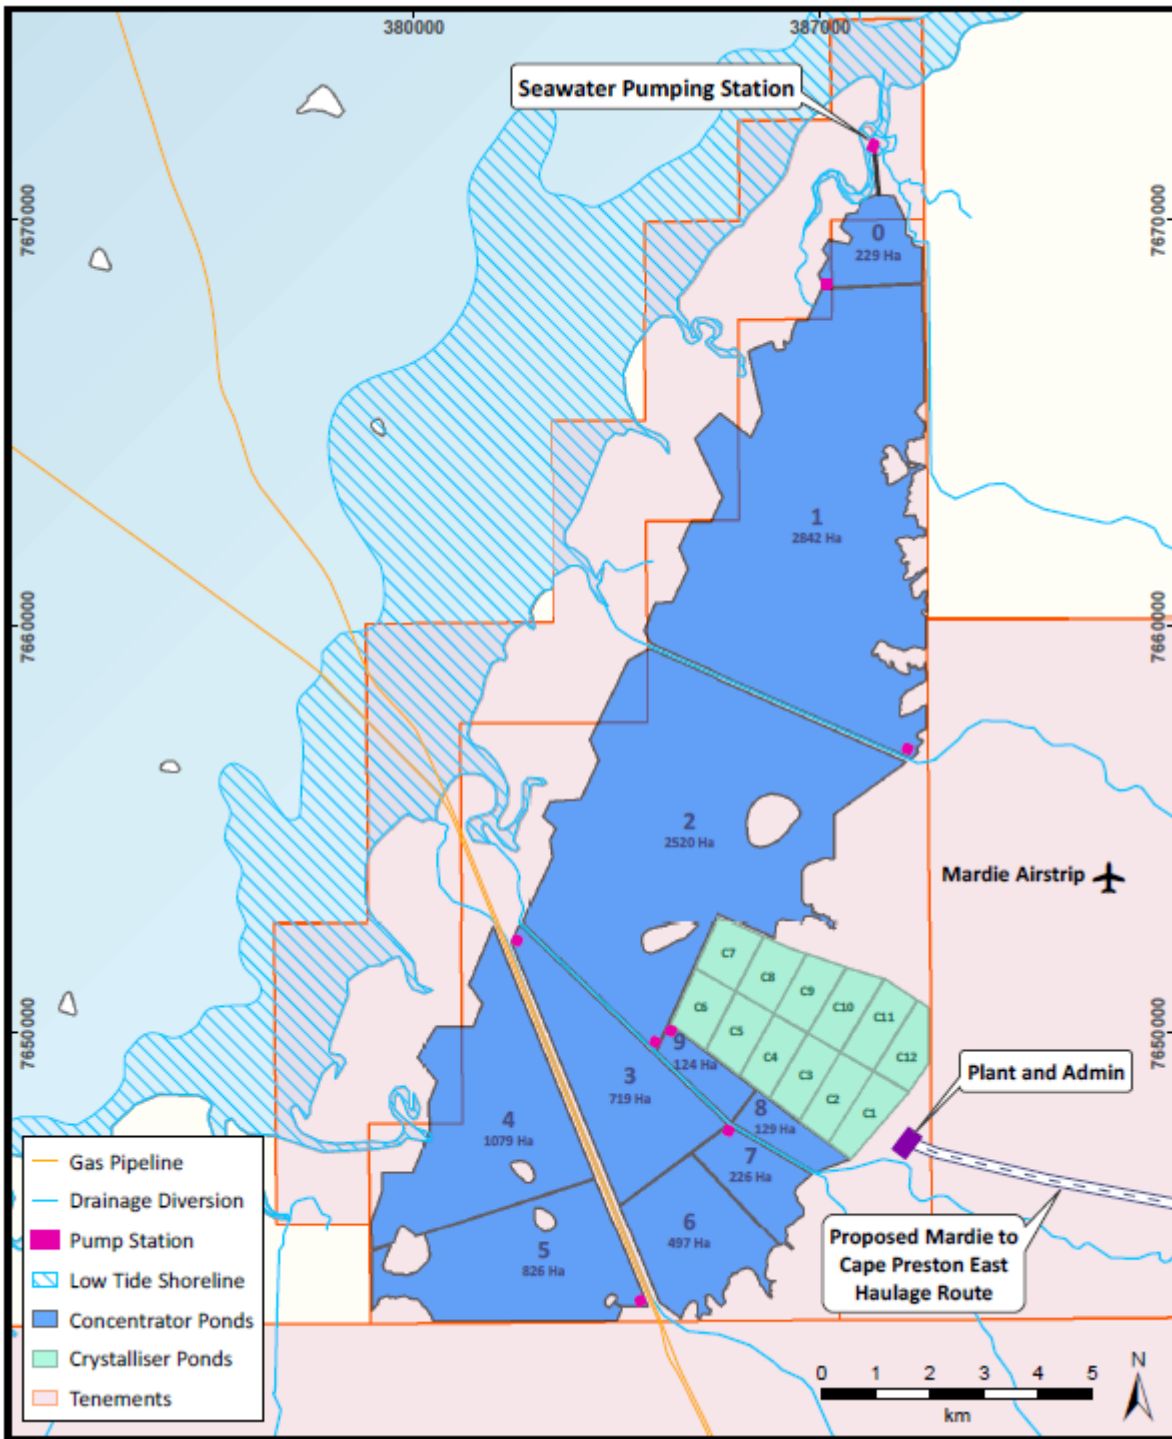 380000
387000
Seawater Pumping Station
7670000
7670000
0
229 Ha
1
2842 Ha
7660000
7660000
2
2520 Ha
Mardie Airstrip
C7
C8
C9
C10
C11
C6
C5
C4
C12
C3
C2
C1
7650000
7650000
9
124 Ha
3
719 Ha
Plant and Admin
8
129 Ha
4
1079 Ha
7
226 Ha
6
497 Ha
5
826 Ha
Proposed Mardie to
Cape Preston East
Haulage Route
Gas Pipeline
Drainage Diversion
Pump Station
Low Tide Shoreline
Concentrator Ponds
Crystalliser Ponds
Tenements
0 1 2 3 4 5
km
N